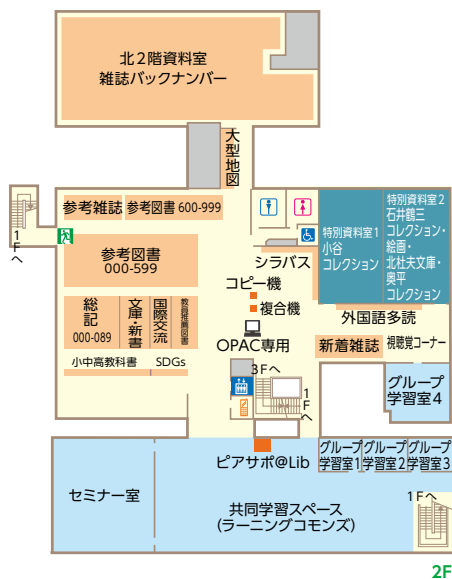 北2階資料室
雑誌バックナンバー
大型地図
参考雑誌
参考図書 600-999
1Fへ
参考図書
000-599
特別資料室1
小谷
コレクション
特別資料室2
石井鶴三
コレクション・
絵画・
北杜夫文庫・
奥平
コレクション
シラバス
コピー機
複合機
総記
000-089
文庫・新書
国際交流
教員推薦図書
外国語多読
OPAC専用
新着雑誌
視聴覚コーナー
小中高教科書
SDGs
3Fへ
1Fへ
グループ
学習室4
ピアサポ@Lib
グループ
学習室1
グループ
学習室2
グループ
学習室3
セミナー室
共同学習スペース
(ラーニングコモンズ)
1Fへ
2F